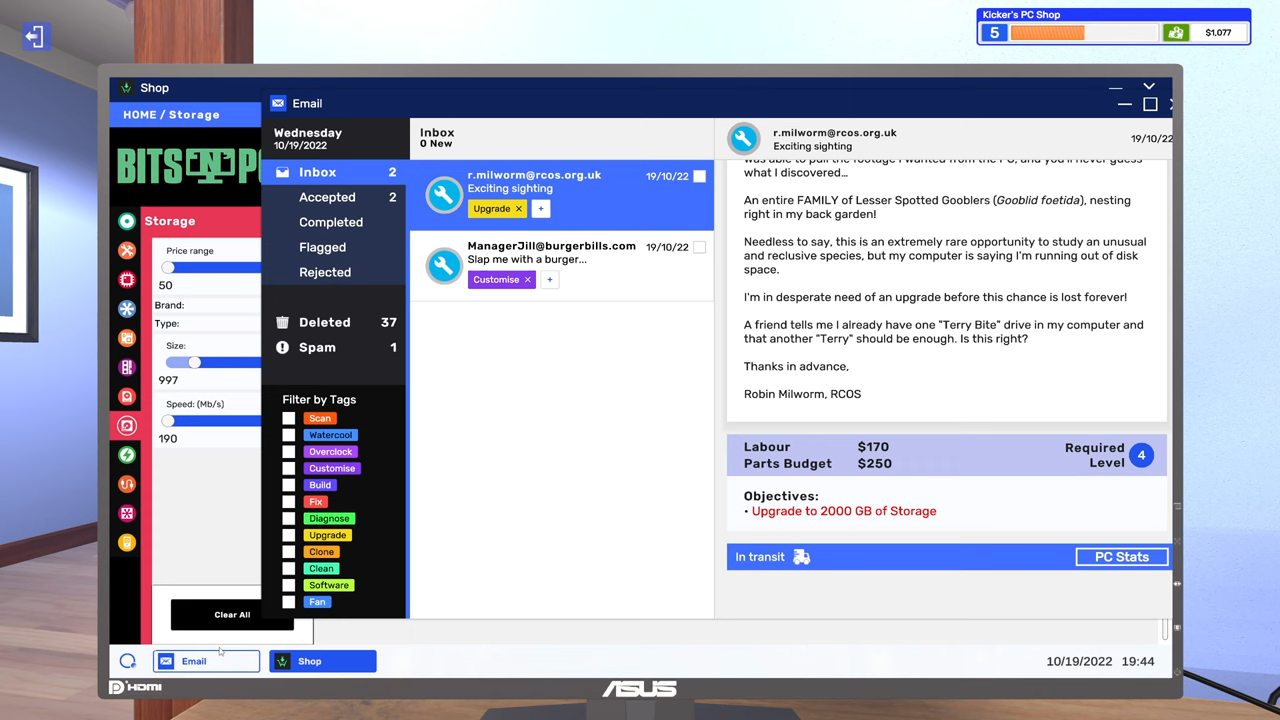 Kicker's PC Shop
5
$1,077
Shop
HOME / Storage
BITS N P
Storage
Price range
50
Brand:
Type:
Size:
997
Speed: (Mb/s)
190
Clear All
Email
Wednesday
10/19/2022
Inbox 2
Accepted 2
Completed
Flagged
Rejected
Deleted 37
Spam 1
Filter by Tags
Scan
Watercool
Overclock
Customise
Build
Fix
Diagnose
Upgrade
Clone
Clean
Software
Fan
Inbox
0 New
r.milworm@rcos.org.uk 19/10/22
Exciting sighting
Upgrade × +
ManagerJill@burgerbills.com 19/10/22
Slap me with a burger...
Customise × +
r.milworm@rcos.org.uk
Exciting sighting
19/10/22
was able to pull the footage I wanted from the PC, and you'll never guess
what I discovered...
An entire FAMILY of Lesser Spotted Gooblers (Gooblid foetida), nesting
right in my back garden!
Needless to say, this is an extremely rare opportunity to study an unusual
and reclusive species, but my computer is saying I'm running out of disk
space.
I'm in desperate need of an upgrade before this chance is lost forever!
A friend tells me I already have one "Terry Bite" drive in my computer and
that another "Terry" should be enough. Is this right?
Thanks in advance,
Robin Milworm, RCOS
Labour $170
Parts Budget $250
Required
Level 4
Objectives:
• Upgrade to 2000 GB of Storage
In transit
PC Stats
Email
Shop
10/19/2022 19:44
HDMI
ASUS